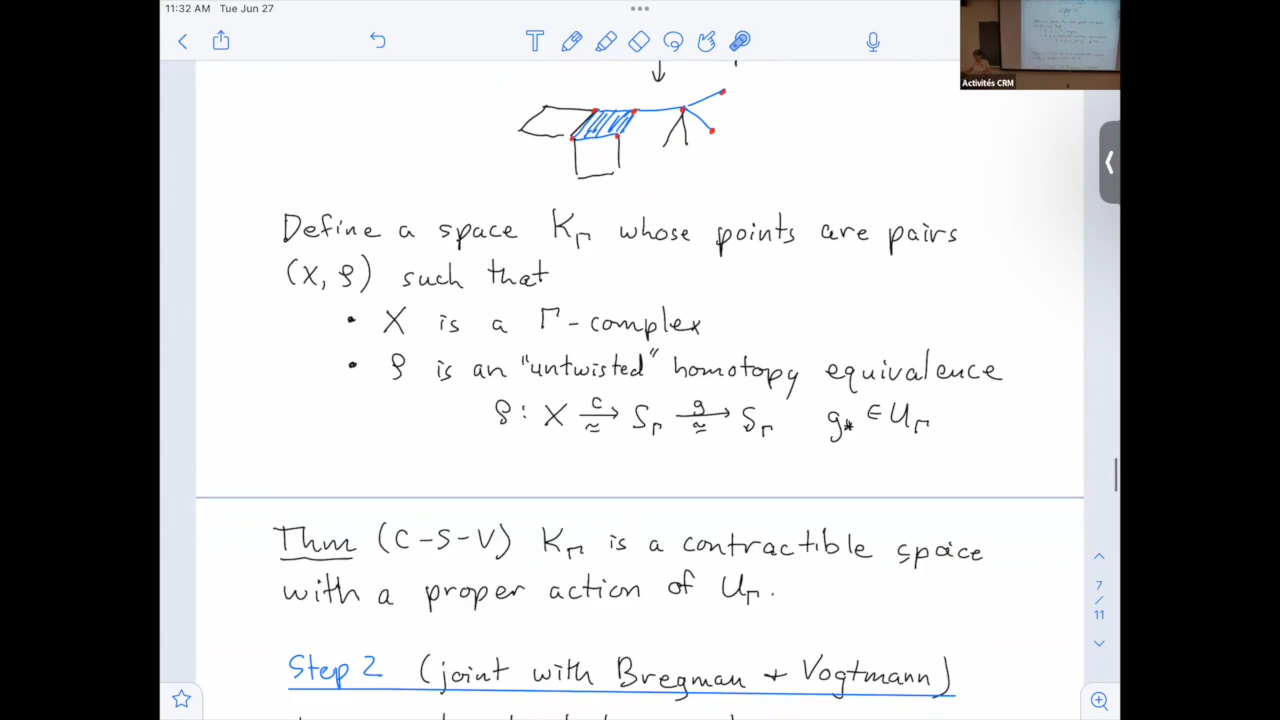 11:32 AM Tue Jun 27
Activités CRM
Define a space K_Γ whose points are pairs
(X, ρ) such that
• X is a Γ-complex
• ρ is an "untwisted" homotopy equivalence
ρ : X →^c_≃ S_Γ →^g_≃ S_Γ g_* ∈ U_Γ
Thm (C-S-V) K_Γ is a contractible space
with a proper action of U_Γ.
Step 2 (joint with Bregman + Vogtmann)
7
/
11